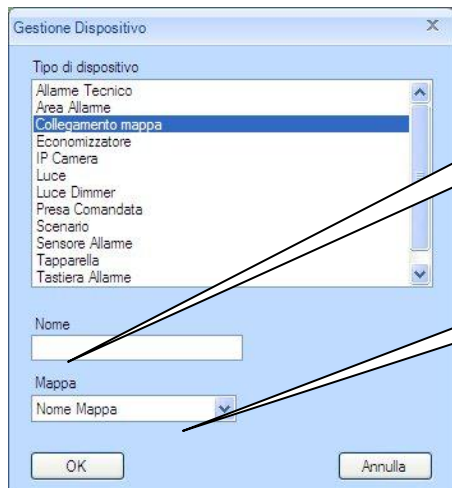 Gestione Dispositivo X
Tipo di dispositivo
Allarme Tecnico
Area Allarme
Collegamento mappa
Economizzatore
IP Camera
Luce
Luce Dimmer
Presa Comandata
Scenario
Sensore Allarme
Tapparella
Tastiera Allarme
Nome
Mappa
Nome Mappa
OK Annulla